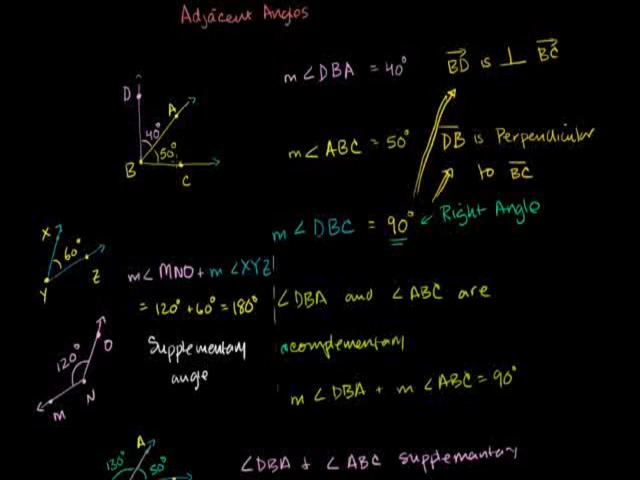 Adjacent Angles
m∠DBA = 40°
BD is ⊥ BC
D
A
40°
50°
B
C
m∠ABC = 50°
DB is Perpendicular
to BC
m∠DBC = 90°
Right Angle
X
60°
Y
Z
m∠MNO + m∠XYZ
= 120° + 60° = 180°
∠DBA and ∠ABC are
120°
O
M
N
Supplementary
angle
complementary
m∠DBA + m∠ABC = 90°
A
130°
50°
∠DBA + ∠ABC supplemantary